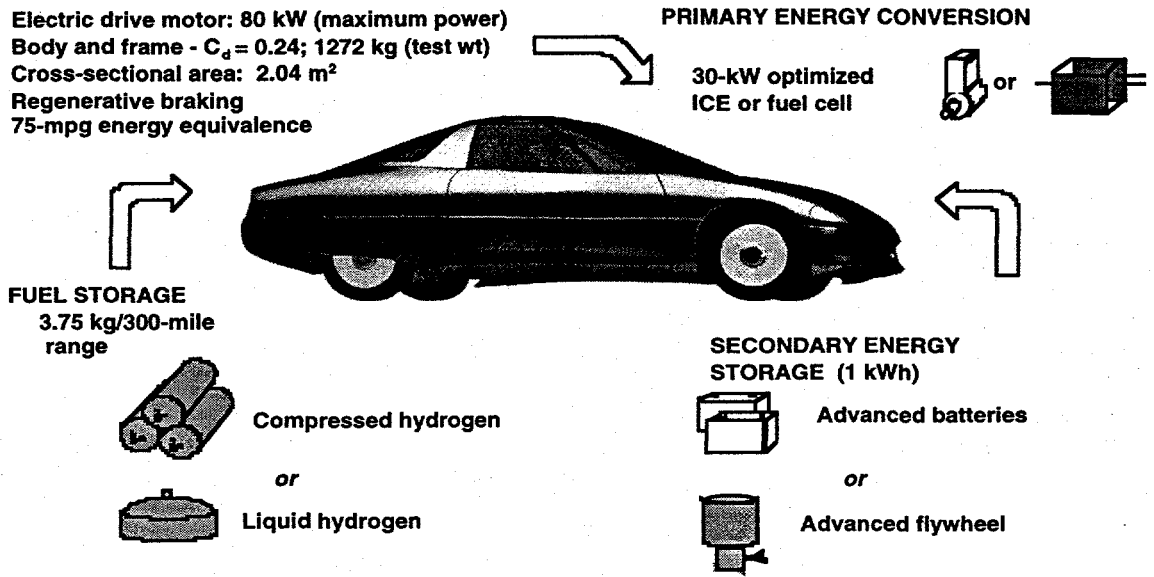 Electric drive motor: 80 kW (maximum power)
Body and frame - Cd = 0.24; 1272 kg (test wt)
Cross-sectional area: 2.04 m²
Regenerative braking
75-mpg energy equivalence
PRIMARY ENERGY CONVERSION
30-kW optimized
ICE or fuel cell
or
FUEL STORAGE
3.75 kg/300-mile
range
Compressed hydrogen
or
Liquid hydrogen
SECONDARY ENERGY
STORAGE (1 kWh)
Advanced batteries
or
Advanced flywheel